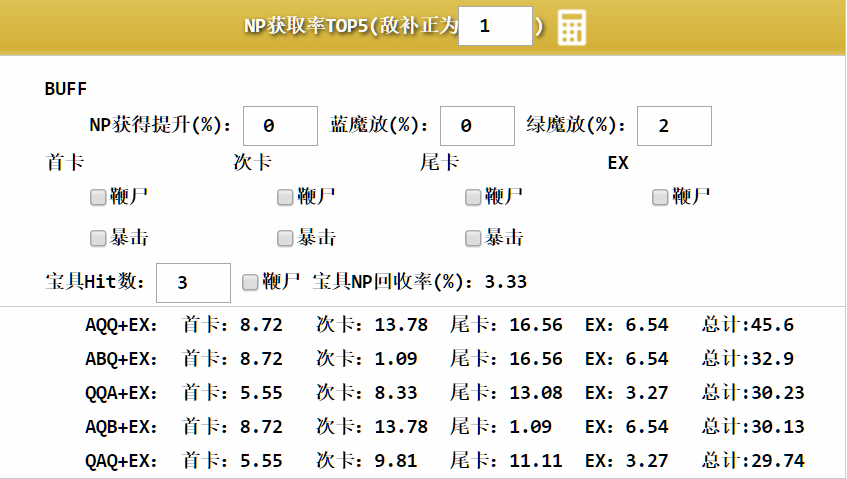 NP获取率TOP5(敌补正为 1 )
BUFF
NP获得提升(%): 0 蓝魔放(%): 0 绿魔放(%): 2
首卡 次卡 尾卡 EX
鞭尸 鞭尸 鞭尸 鞭尸
暴击 暴击 暴击
宝具Hit数: 3 鞭尸 宝具NP回收率(%): 3.33
AQQ+EX: 首卡: 8.72 次卡: 13.78 尾卡: 16.56 EX: 6.54 总计:45.6
ABQ+EX: 首卡: 8.72 次卡: 1.09 尾卡: 16.56 EX: 6.54 总计:32.9
QQA+EX: 首卡: 5.55 次卡: 8.33 尾卡: 13.08 EX: 3.27 总计:30.23
AQB+EX: 首卡: 8.72 次卡: 13.78 尾卡: 1.09 EX: 6.54 总计:30.13
QAQ+EX: 首卡: 5.55 次卡: 9.81 尾卡: 11.11 EX: 3.27 总计:29.74